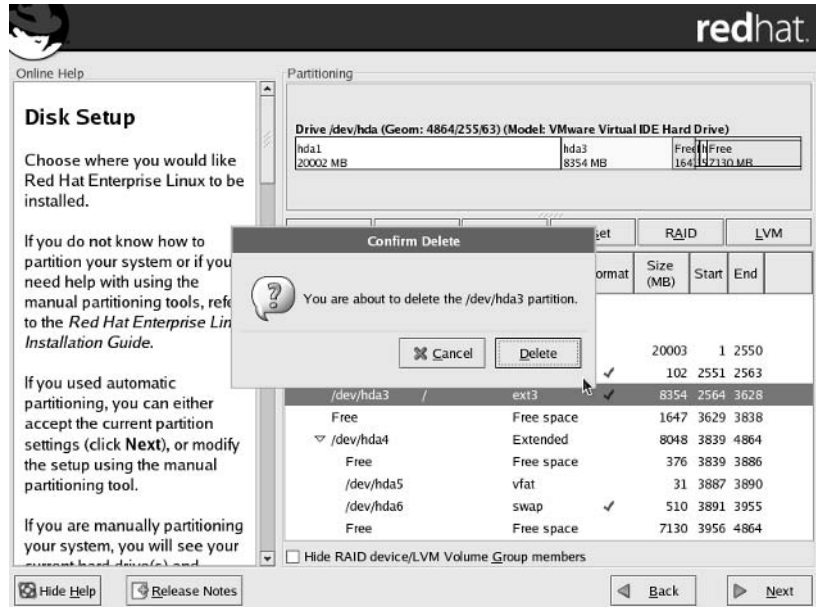 redhat.
Online Help
Disk Setup
Choose where you would like
Red Hat Enterprise Linux to be
installed.
If you do not know how to
partition your system or if you
need help with using the
manual partitioning tools, refe
to the Red Hat Enterprise Lin
Installation Guide.
If you used automatic
partitioning, you can either
accept the current partition
settings (click Next), or modify
the setup using the manual
partitioning tool.
If you are manually partitioning
your system, you will see your
current hard drive(s) and
Partitioning
Drive /dev/hda (Geom: 4864/255/63) (Model: VMware Virtual IDE Hard Drive)
hda1 hda3 Free Free
20002 MB 8354 MB 7130 MB
set RAID LVM
ormat Size (MB) Start End
Confirm Delete
You are about to delete the /dev/hda3 partition.
Cancel Delete
20003 1 2550
✓ 102 2551 2563
/dev/hda3 / ext3 ✓ 8354 2564 3628
Free Free space 1647 3629 3838
/dev/hda4 Extended 8048 3839 4864
Free Free space 376 3839 3886
/dev/hda5 vfat 31 3887 3890
/dev/hda6 swap ✓ 510 3891 3955
Free Free space 7130 3956 4864
Hide RAID device/LVM Volume Group members
Hide Help Release Notes Back Next